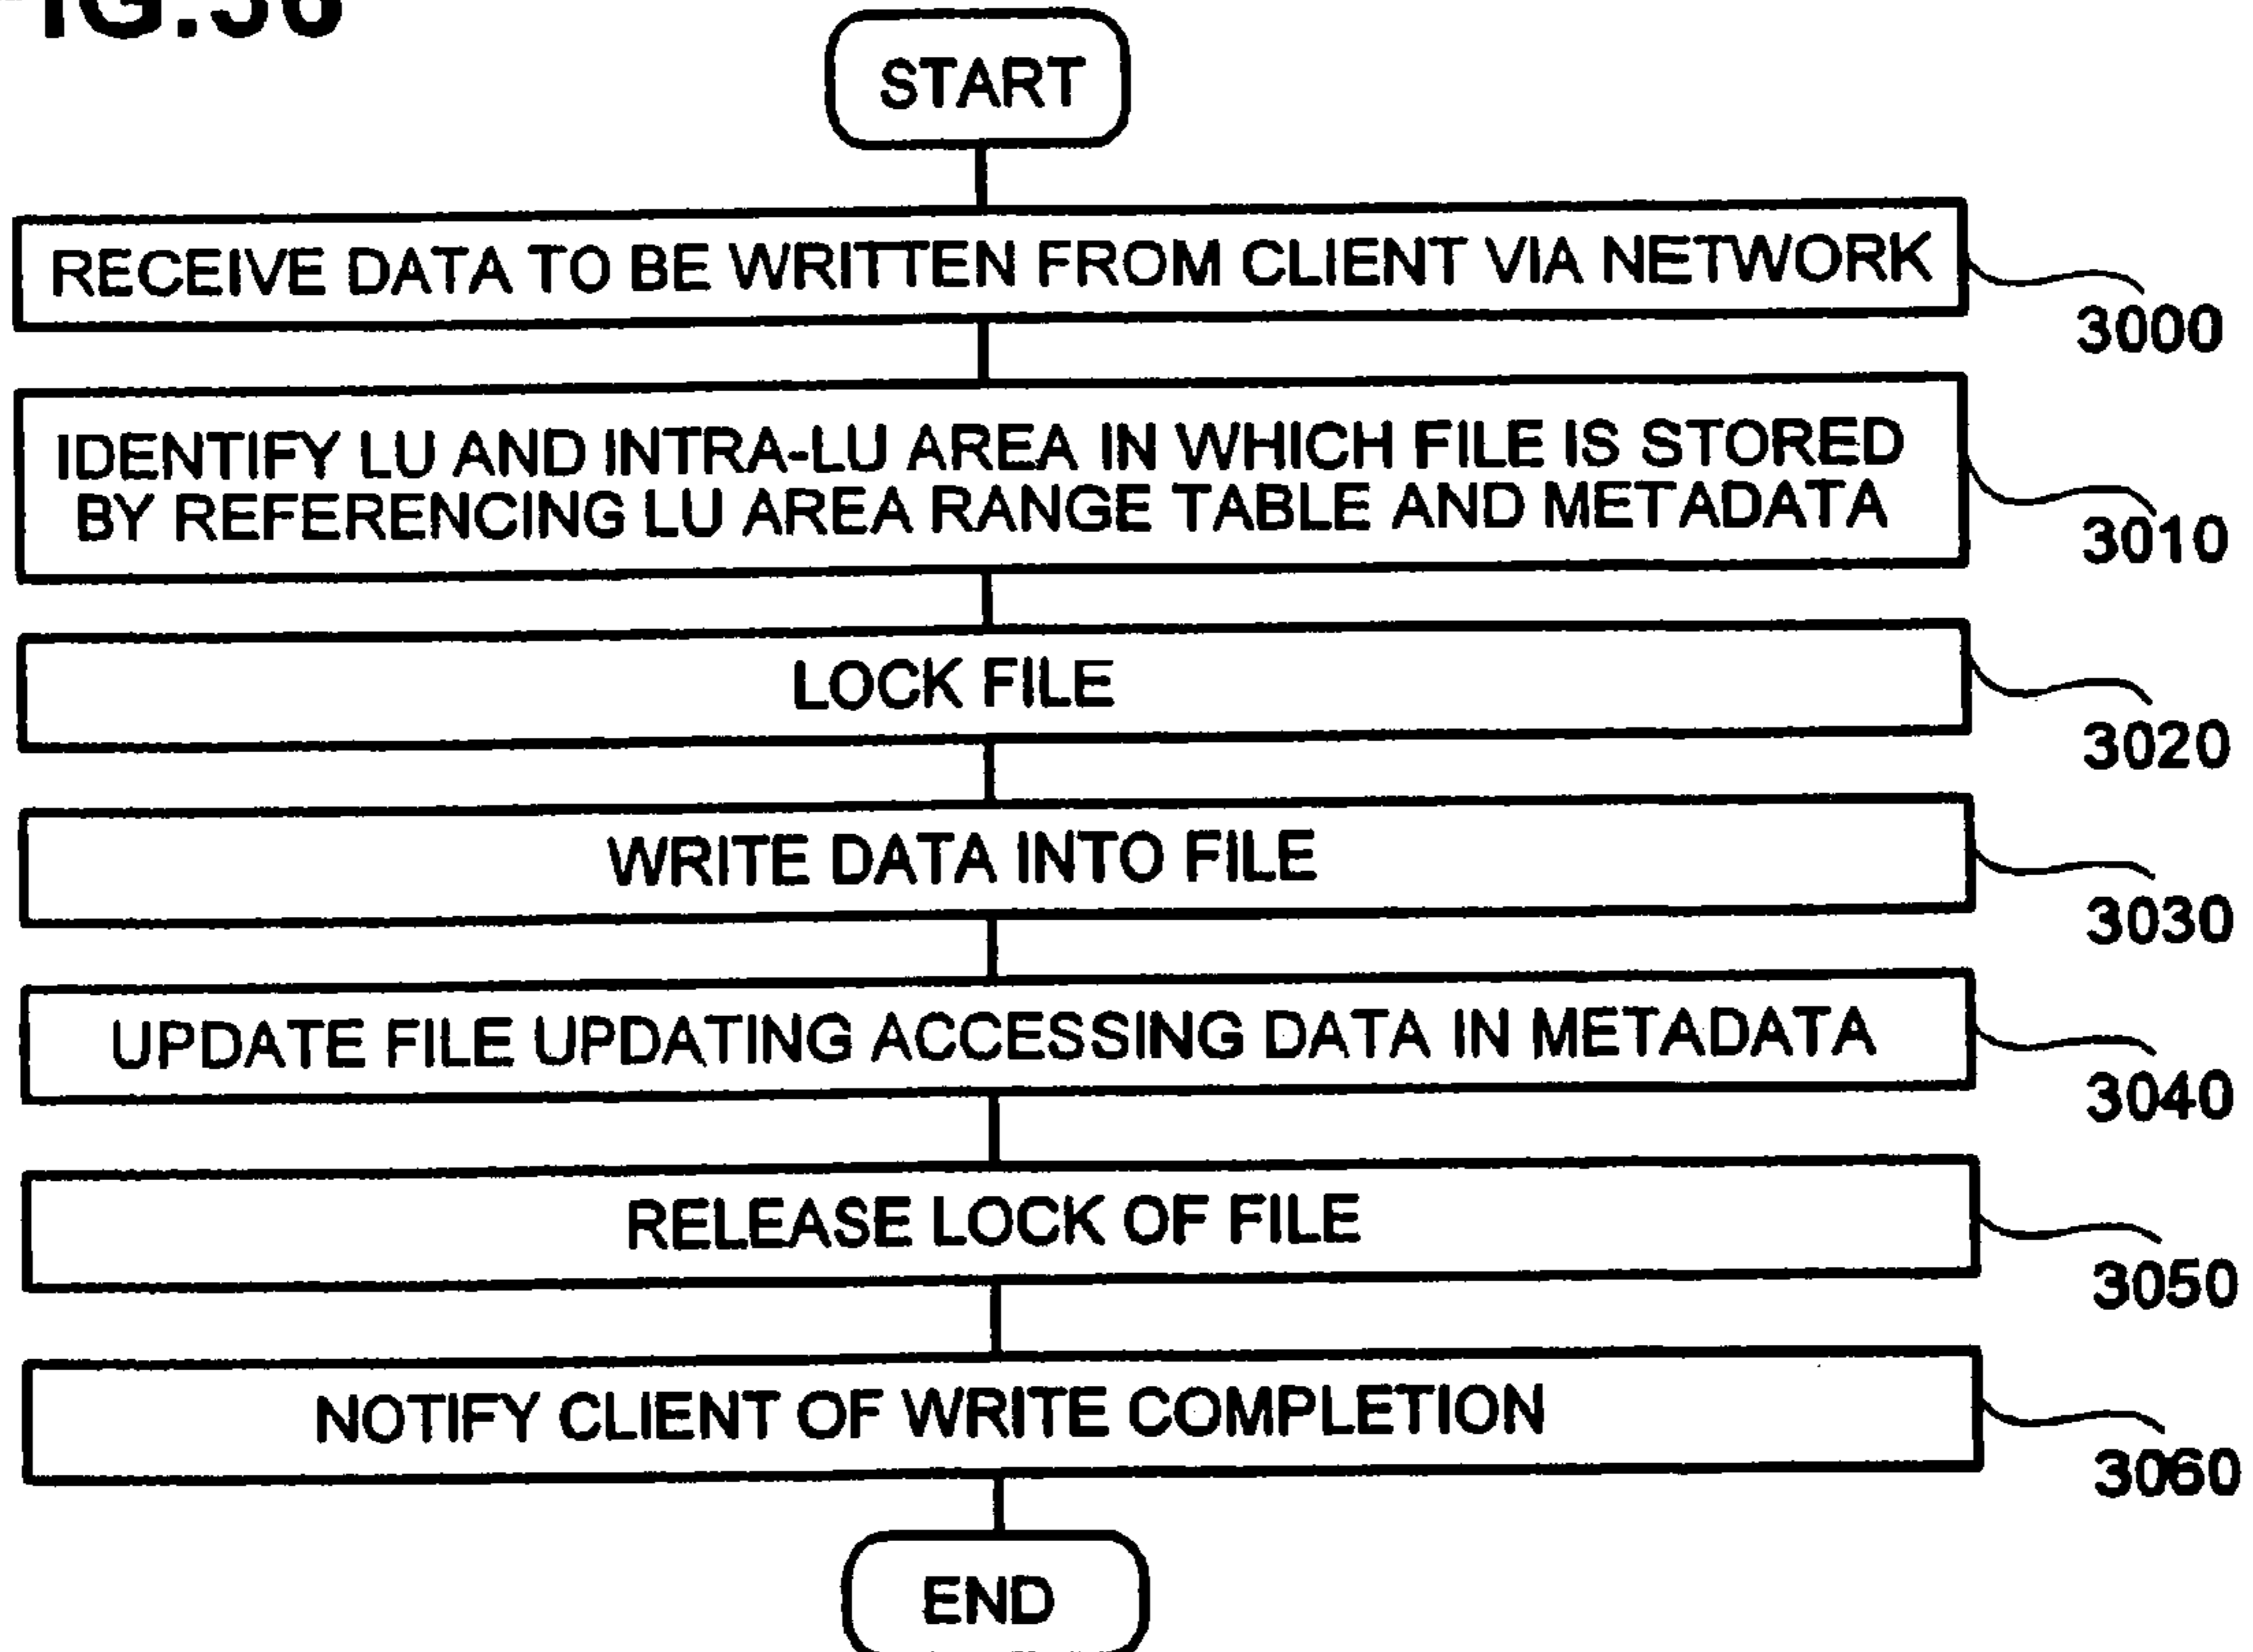 START
RECEIVE DATA TO BE WRITTEN FROM CLIENT VIA NETWORK
3000
IDENTIFY LU AND INTRA-LU AREA IN WHICH FILE IS STORED
BY REFERENCING LU AREA RANGE TABLE AND METADATA
3010
LOCK FILE
3020
WRITE DATA INTO FILE
3030
UPDATE FILE UPDATING ACCESSING DATA IN METADATA
3040
RELEASE LOCK OF FILE
3050
NOTIFY CLIENT OF WRITE COMPLETION
3060
END